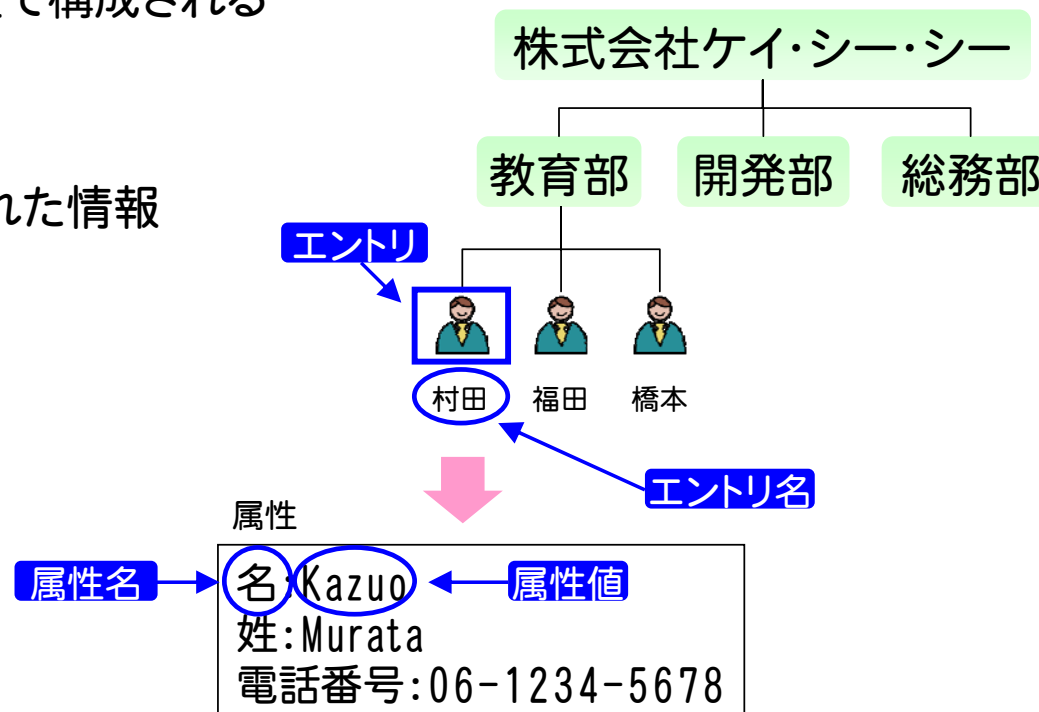 で構成される
株式会社ケイ・シー・シー
教育部 開発部 総務部
れた情報
エントリ
村田 福田 橋本
エントリ名
属性
属性名 名:Kazuo 属性値
姓:Murata
電話番号:06-1234-5678